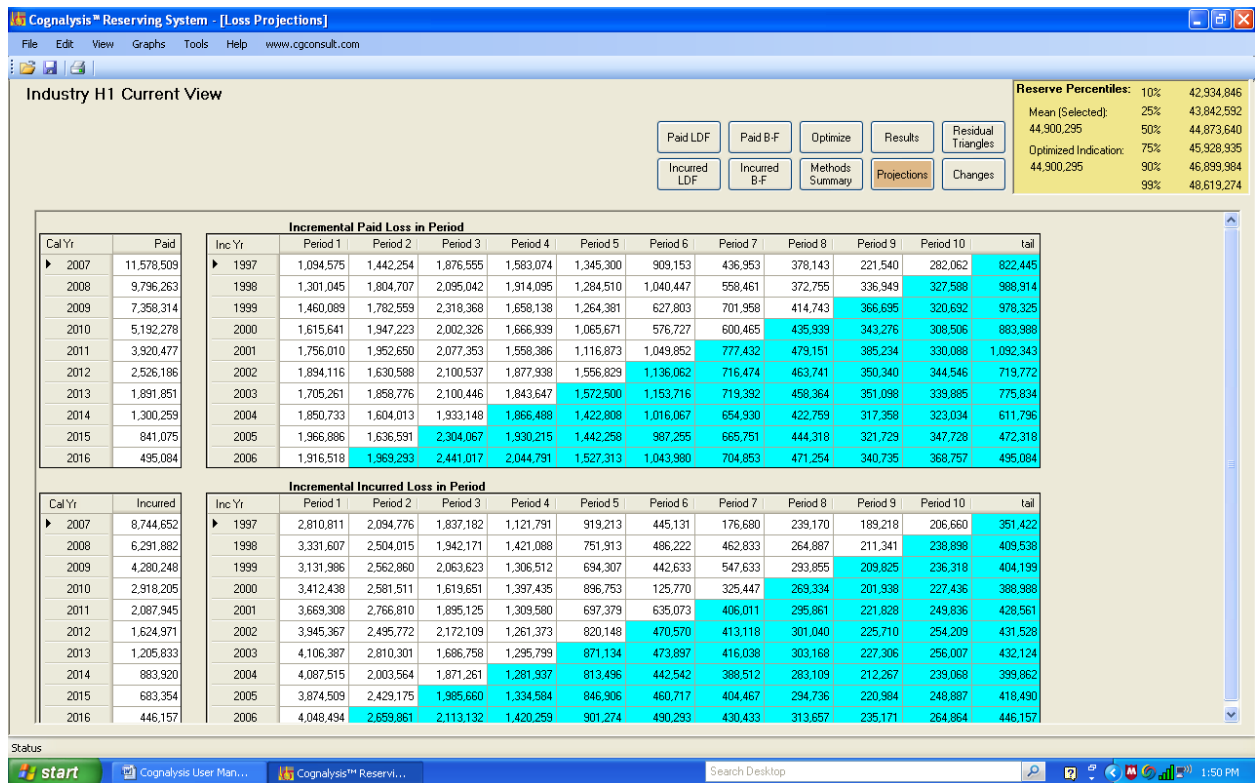 Cognalysis™ Reserving System - [Loss Projections]
File Edit View Graphs Tools Help www.cgconsult.com
Industry H1 Current View
Paid LDF Paid B-F Optimize Results Residual Triangles
Incurred LDF Incurred B-F Methods Summary Projections Changes
Reserve Percentiles: 10% 42,934,846
Mean (Selected): 25% 43,842,592
44,900,295 50% 44,873,640
Optimized Indication: 75% 45,928,935
44,900,295 90% 46,899,984
99% 48,619,274
Incremental Paid Loss in Period
Cal Yr Paid Inc Yr Period 1 Period 2 Period 3 Period 4 Period 5 Period 6 Period 7 Period 8 Period 9 Period 10 tail
2007 11,578,509 1997 1,094,575 1,442,254 1,876,555 1,583,074 1,345,300 909,153 436,953 378,143 221,540 282,062 822,445
2008 9,796,263 1998 1,301,045 1,804,707 2,095,042 1,914,095 1,284,510 1,040,447 558,461 372,755 336,949 327,588 988,914
2009 7,358,314 1999 1,460,089 1,782,559 2,318,368 1,658,138 1,264,381 627,803 701,958 414,743 366,695 320,692 978,325
2010 5,192,278 2000 1,615,641 1,947,223 2,002,326 1,666,939 1,065,671 576,727 600,465 435,939 343,276 308,506 883,988
2011 3,920,477 2001 1,756,010 1,952,650 2,077,353 1,558,386 1,116,873 1,049,852 777,432 479,151 385,234 330,088 1,092,343
2012 2,526,186 2002 1,894,116 1,630,588 2,100,537 1,877,938 1,556,829 1,136,062 716,474 463,741 350,340 344,546 719,772
2013 1,891,851 2003 1,705,261 1,858,776 2,100,446 1,843,647 1,572,500 1,153,716 719,392 458,364 351,098 339,885 775,834
2014 1,300,259 2004 1,850,733 1,604,013 1,933,148 1,866,488 1,422,808 1,016,067 654,930 422,759 317,358 323,034 611,796
2015 841,075 2005 1,966,886 1,636,591 2,304,067 1,930,215 1,442,258 987,255 665,751 444,318 321,729 347,728 472,318
2016 495,084 2006 1,916,518 1,969,293 2,441,017 2,044,791 1,527,313 1,043,980 704,853 471,254 340,735 368,757 495,084
Incremental Incurred Loss in Period
Cal Yr Incurred Inc Yr Period 1 Period 2 Period 3 Period 4 Period 5 Period 6 Period 7 Period 8 Period 9 Period 10 tail
2007 8,744,652 1997 2,810,811 2,094,776 1,837,182 1,121,791 919,213 445,131 176,680 239,170 189,218 206,660 351,422
2008 6,291,882 1998 3,331,607 2,504,015 1,942,171 1,421,088 751,913 486,222 462,833 264,887 211,341 238,898 409,538
2009 4,280,248 1999 3,131,986 2,562,860 2,063,623 1,306,512 694,307 442,633 547,633 293,855 209,825 236,318 404,199
2010 2,918,205 2000 3,412,438 2,581,511 1,619,651 1,397,435 896,753 125,770 325,447 269,334 201,938 227,436 388,988
2011 2,087,945 2001 3,669,308 2,766,810 1,895,125 1,309,580 697,379 635,073 406,011 295,861 221,828 249,836 428,561
2012 1,624,971 2002 3,945,367 2,495,772 2,172,109 1,261,373 820,148 470,570 413,118 301,040 225,710 254,209 431,528
2013 1,205,833 2003 4,106,387 2,810,301 1,686,758 1,295,799 871,134 473,897 416,038 303,168 227,306 256,007 432,124
2014 883,920 2004 4,087,515 2,003,564 1,871,261 1,281,937 813,496 442,542 388,512 283,109 212,267 239,068 399,862
2015 683,354 2005 3,874,509 2,429,175 1,985,660 1,334,584 846,906 460,717 404,467 294,736 220,984 248,887 418,490
2016 446,157 2006 4,048,494 2,659,861 2,113,132 1,420,259 901,274 490,293 430,433 313,657 235,171 264,864 446,157
Status
start Cognalysis User Man... Cognalysis™ Reservi... Search Desktop 1:50 PM